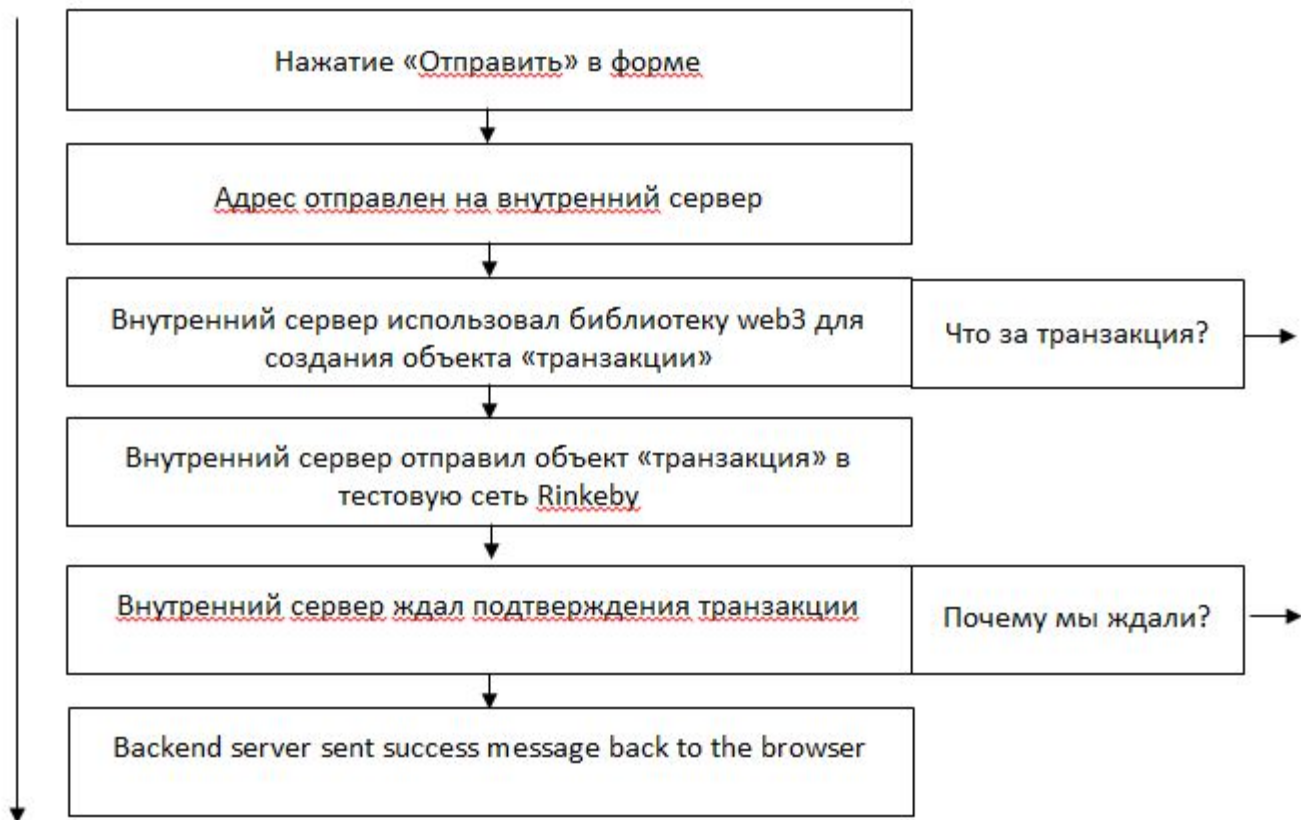 Нажатие «Отправить» в форме
Адрес отправлен на внутренний сервер
Внутренний сервер использовал библиотеку web3 для
создания объекта «транзакции»
Что за транзакция?
Внутренний сервер отправил объект «транзакция» в
тестовую сеть Rinkeby
Внутренний сервер ждал подтверждения транзакции
Почему мы ждали?
Backend server sent success message back to the browser